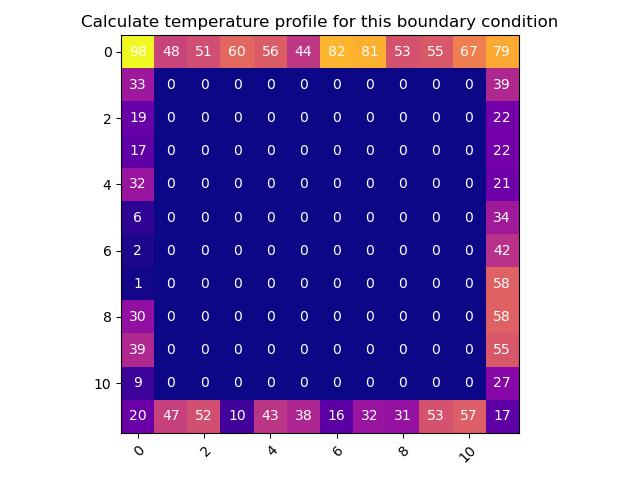 Calculate temperature profile for this boundary condition
0 98 48 51 60 56 44 82 81 53 55 67 79
33 0 0 0 0 0 0 0 0 0 0 39
2 19 0 0 0 0 0 0 0 0 0 0 22
17 0 0 0 0 0 0 0 0 0 0 22
4 32 0 0 0 0 0 0 0 0 0 0 21
6 0 0 0 0 0 0 0 0 0 0 34
6 2 0 0 0 0 0 0 0 0 0 0 42
1 0 0 0 0 0 0 0 0 0 0 58
8 30 0 0 0 0 0 0 0 0 0 0 58
39 0 0 0 0 0 0 0 0 0 0 55
10 9 0 0 0 0 0 0 0 0 0 0 27
20 47 52 10 43 38 16 32 31 53 57 17
0 2 4 6 8 10